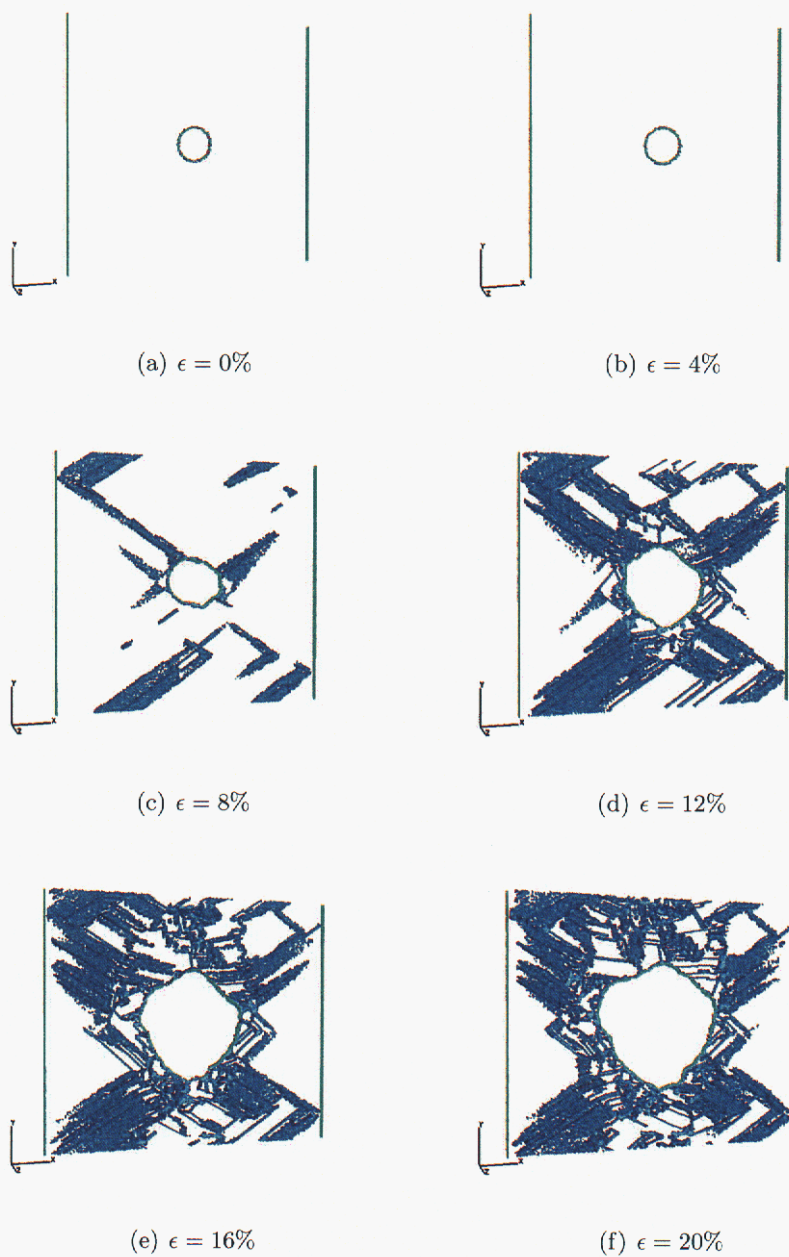 Y Y
X X
Z Z
(a) ϵ = 0% (b) ϵ = 4%
Y Y
X X
Z Z
(c) ϵ = 8% (d) ϵ = 12%
Y Y
X X
Z Z
(e) ϵ = 16% (f) ϵ = 20%